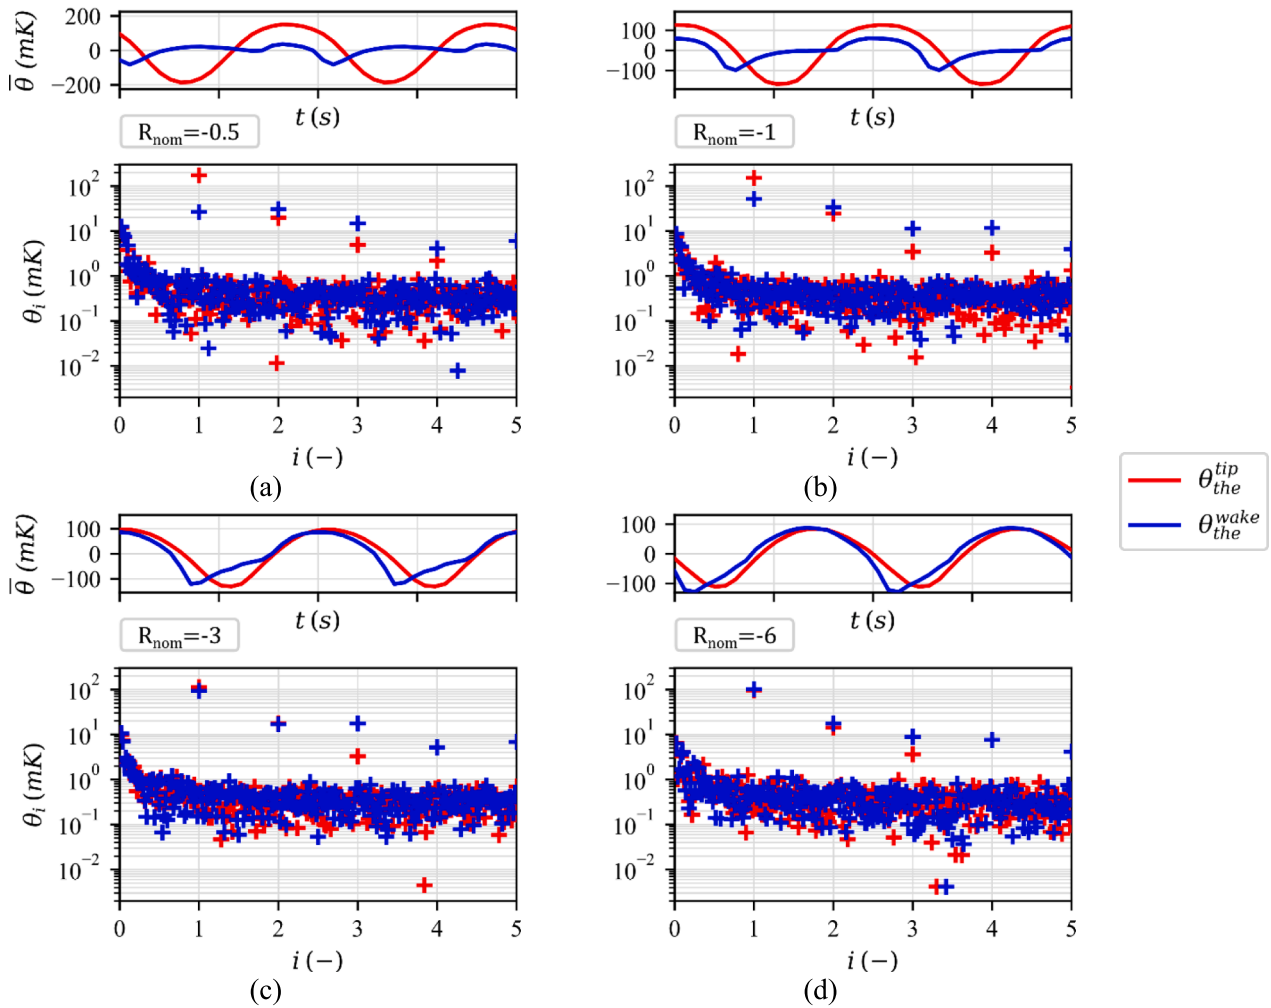 200
0
200
θ̅ (mK)
t (s)
R_nom=-0.5
10^2
10^1
10^0
10^−1
10^−2
θ_i (mK)
0 1 2 3 4 5
i (−)
(a)
100
0
−100
t (s)
R_nom=-1
10^2
10^1
10^0
10^−1
10^−2
0 1 2 3 4 5
i (−)
(b)
θ_the^tip
θ_the^wake
100
0
−100
θ̅ (mK)
t (s)
R_nom=-3
10^2
10^1
10^0
10^−1
10^−2
θ_i (mK)
0 1 2 3 4 5
i (−)
(c)
100
0
−100
t (s)
R_nom=-6
10^2
10^1
10^0
10^−1
10^−2
0 1 2 3 4 5
i (−)
(d)